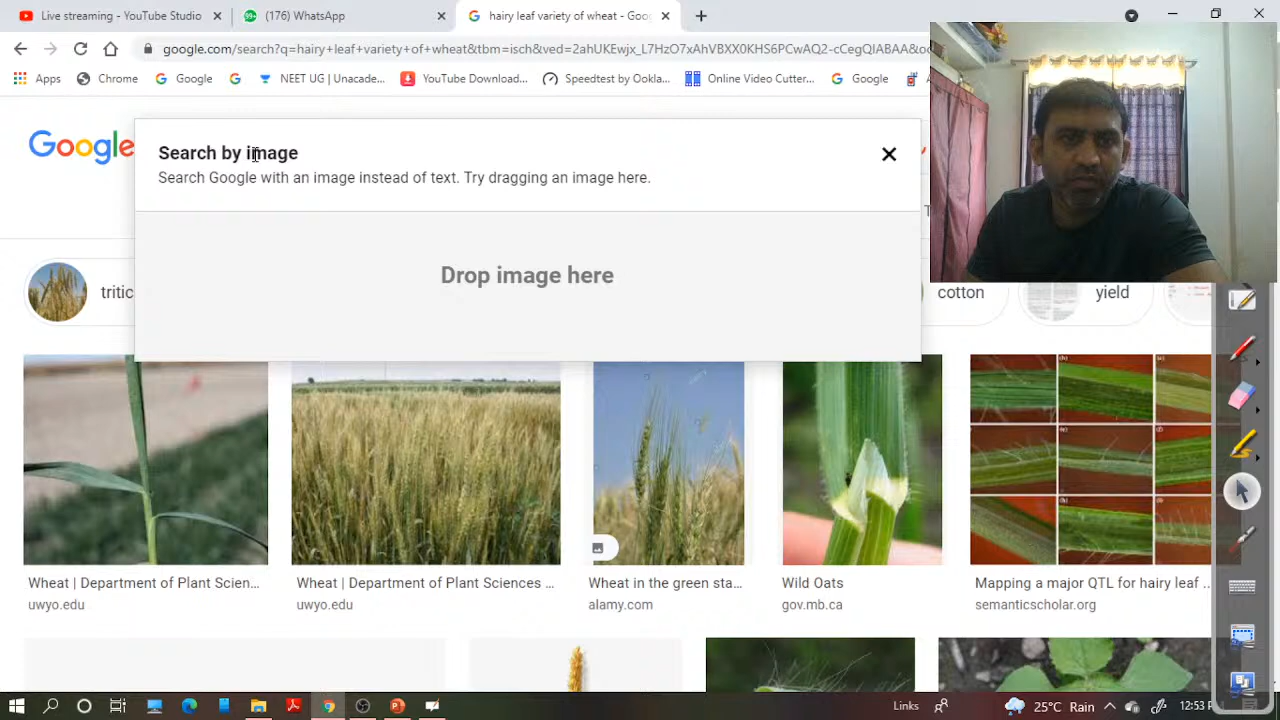 Live streaming - YouTube Studio
(176) WhatsApp
hairy leaf variety of wheat - Goo
google.com/search?q=hairy+leaf+variety+of+wheat&tbm=isch&ved=2ahUKEwjx_L7HzO7xAhVBXX0KHS6PCwAQ2-cCegQIABAA&oc
Apps
Chrome
Google
NEET UG | Unacade...
YouTube Download...
Speedtest by Ookla...
Online Video Cutter...
Google
Google
Search by image
Search Google with an image instead of text. Try dragging an image here.
Drop image here
tritic
cotton
yield
Wheat | Department of Plant Scien...
uwyo.edu
Wheat | Department of Plant Sciences ...
uwyo.edu
Wheat in the green sta...
alamy.com
Wild Oats
gov.mb.ca
Mapping a major QTL for hairy leaf ...
semanticscholar.org
Links
25°C Rain
12:53 P